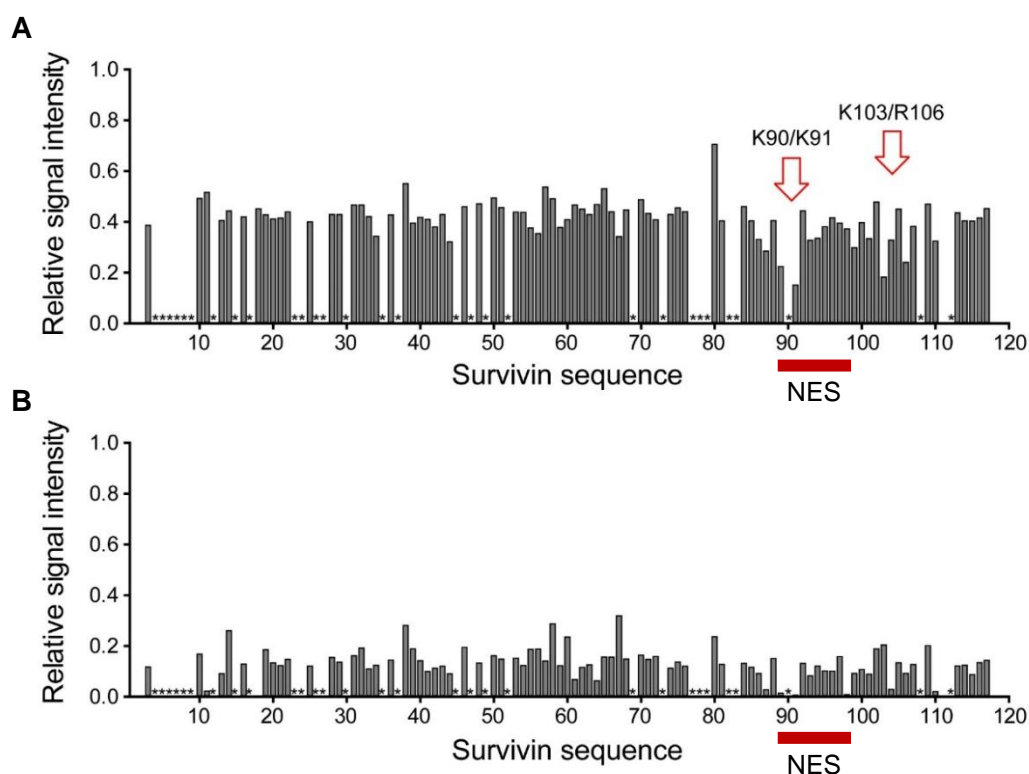 A
Relative signal intensity
1.0
0.8
0.6
0.4
0.2
0.0
K90/K91
K103/R106
* * * * * * * * * * * * * * * * * * * * * * * * * * * * *
10 20 30 40 50 60 70 80 90 100 110 120
Survivin sequence
NES
B
Relative signal intensity
1.0
0.8
0.6
0.4
0.2
0.0
* * * * * * * * * * * * * * * * * * * * * * * * * * * * *
10 20 30 40 50 60 70 80 90 100 110 120
Survivin sequence
NES